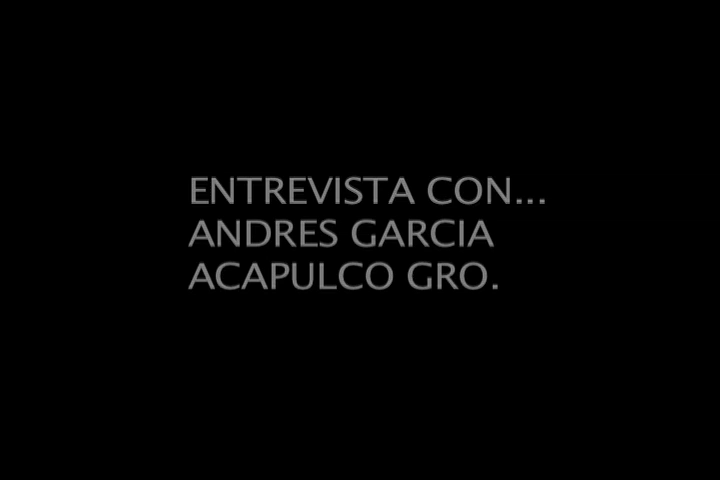 ENTREVISTA CON...
ANDRES GARCIA
ACAPULCO GRO.